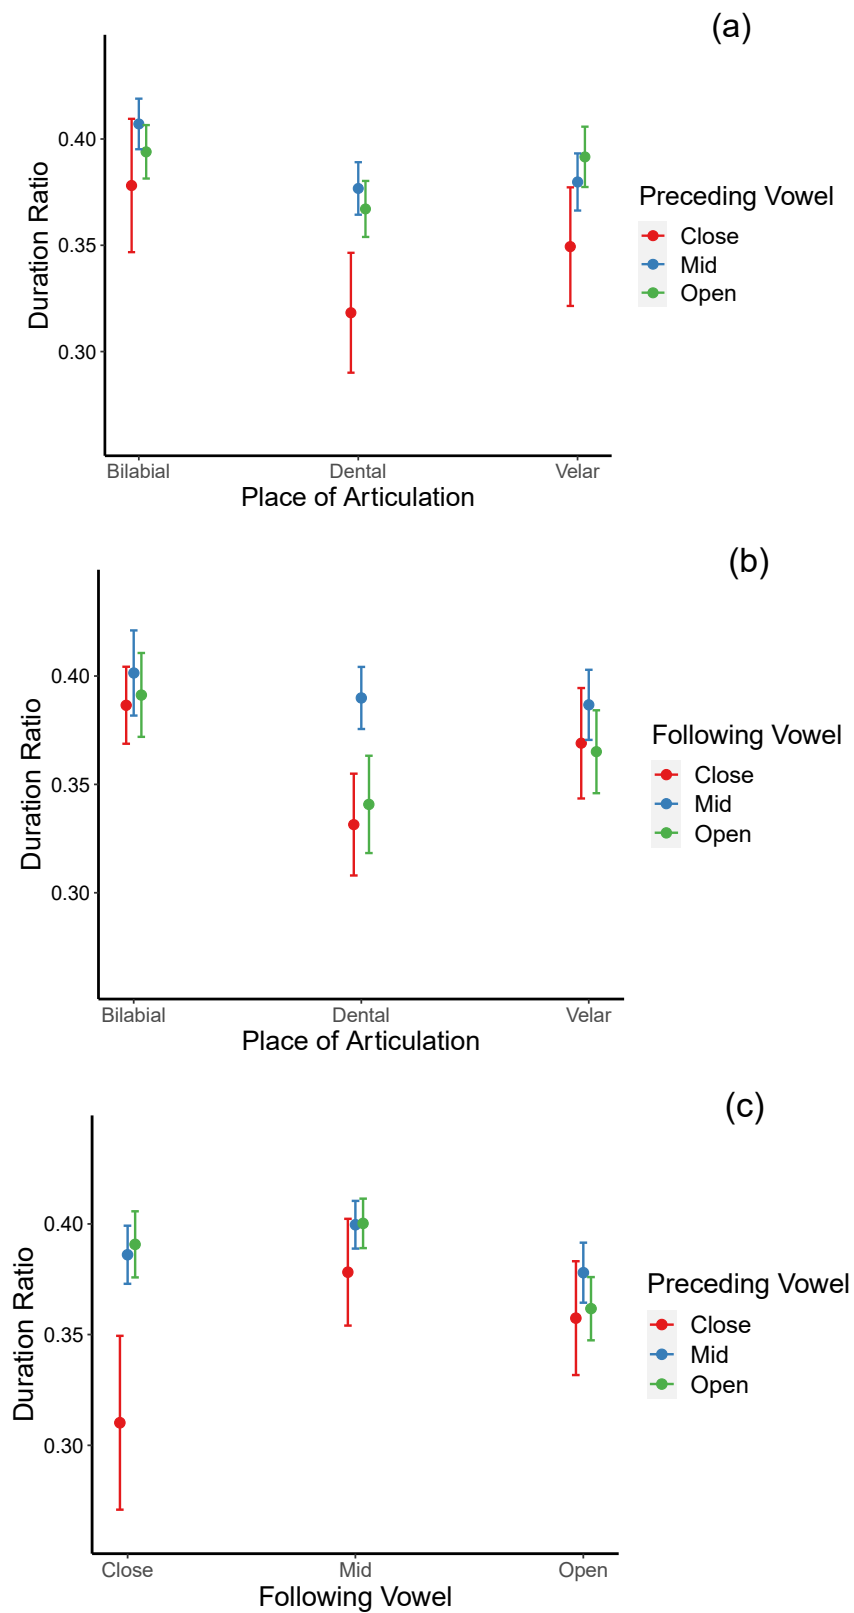 (a)
0.40
0.35
0.30
Duration Ratio
Bilabial Dental Velar
Place of Articulation
Preceding Vowel
Close
Mid
Open
(b)
0.40
0.35
0.30
Duration Ratio
Bilabial Dental Velar
Place of Articulation
Following Vowel
Close
Mid
Open
(c)
0.40
0.35
0.30
Duration Ratio
Close Mid Open
Following Vowel
Preceding Vowel
Close
Mid
Open